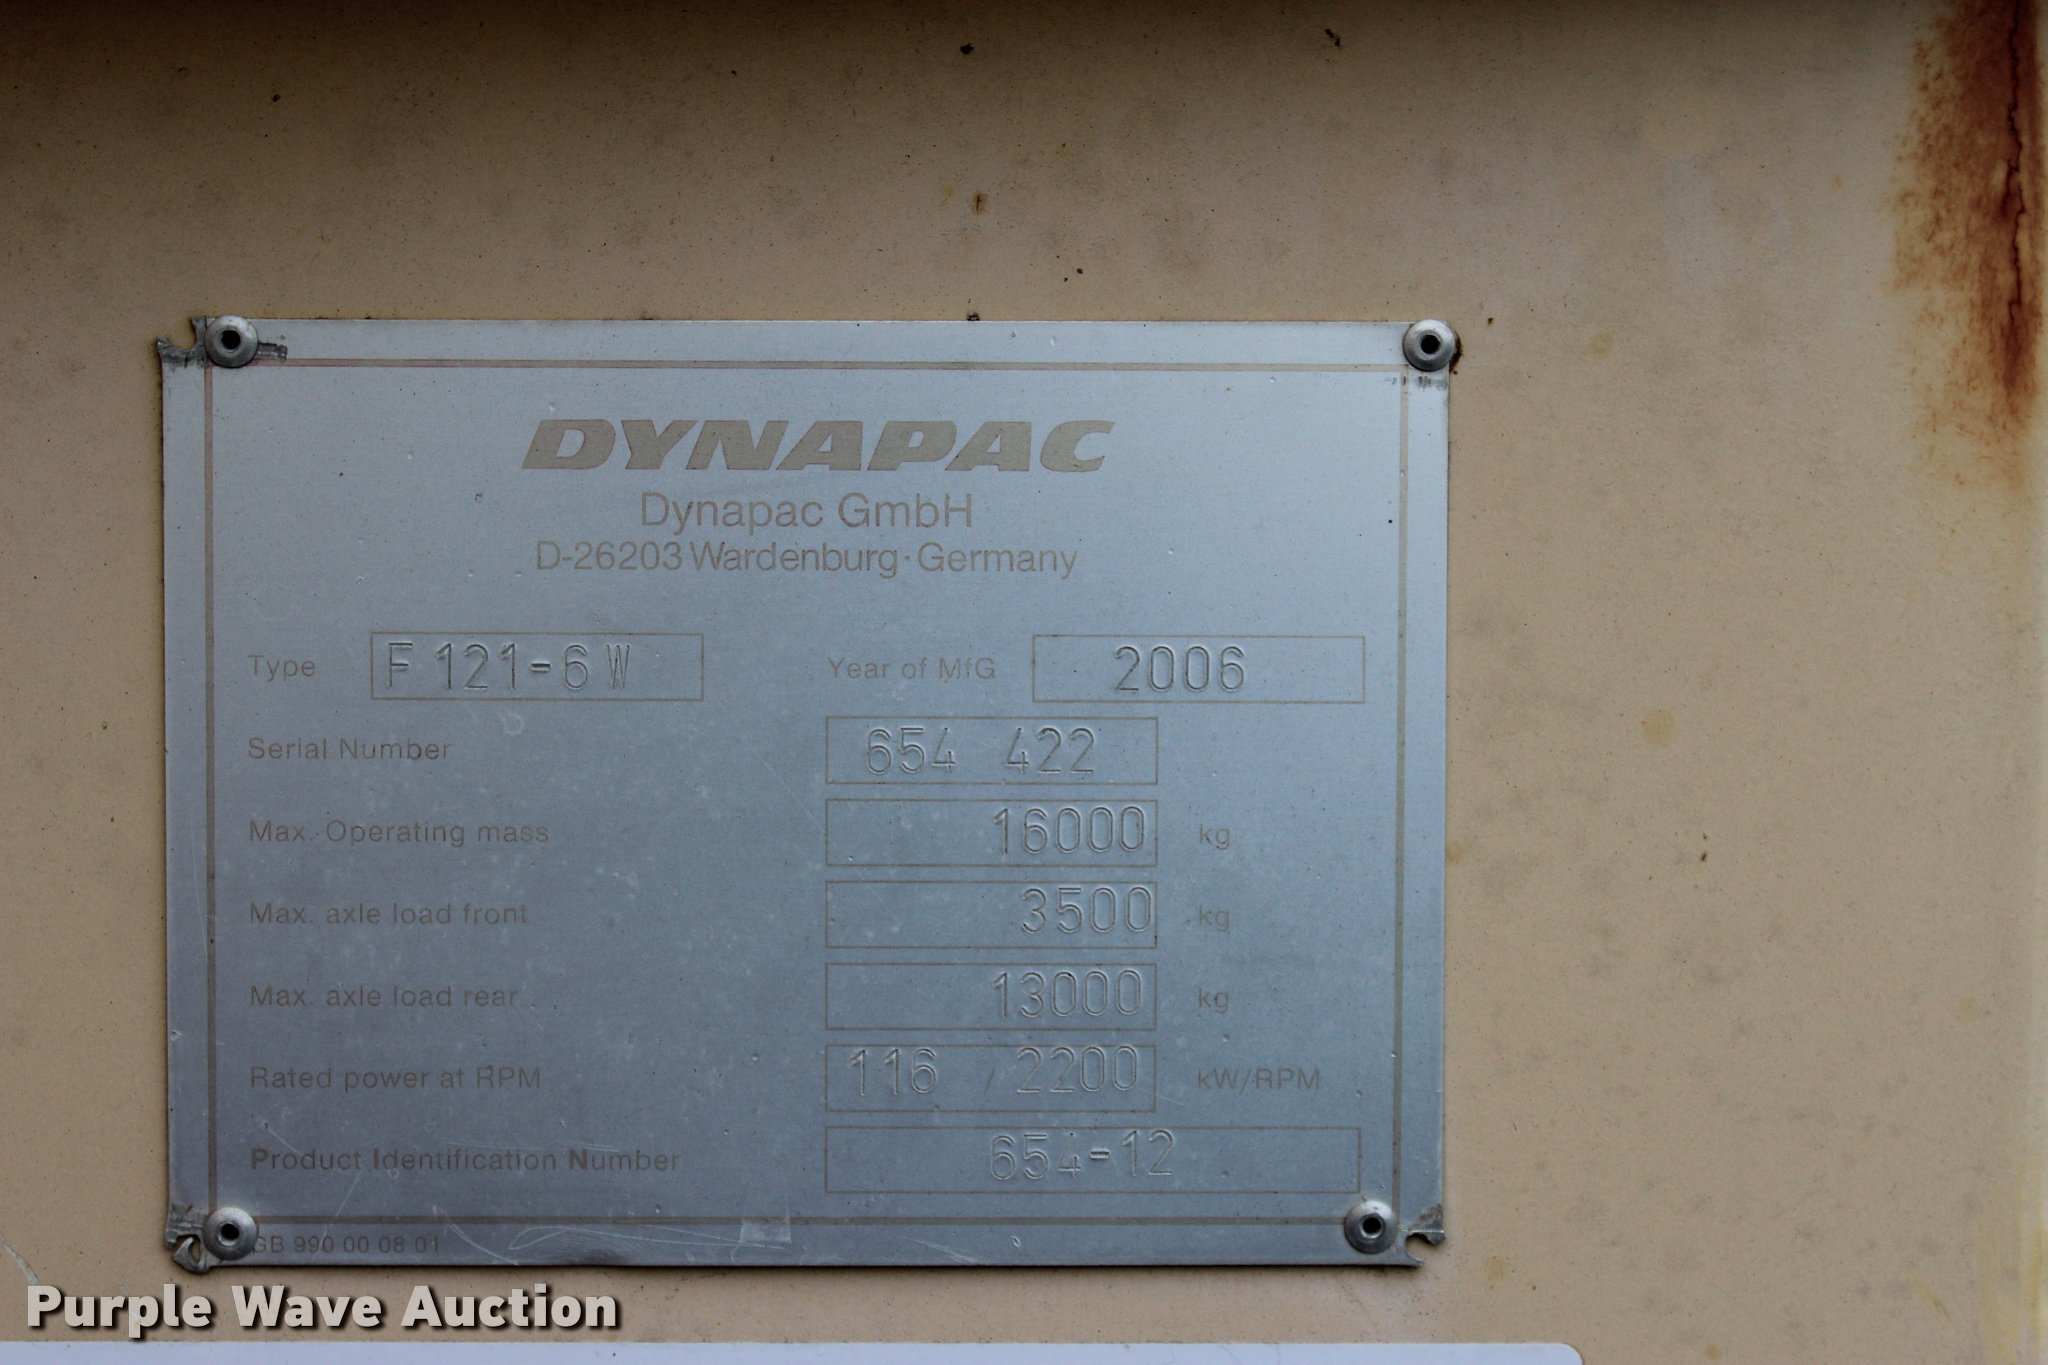 DYNAPAC
Dynapac GmbH
D-26203 Wardenburg · Germany
Type F 121-6 W Year of MfG 2006
Serial Number 654 422
Max. Operating mass 16000 kg
Max. axle load front 3500 kg
Max. axle load rear 13000 kg
Rated power at RPM 116 / 2200 kW/RPM
Product Identification Number 654-12
GB 990 00 08 01
Purple Wave Auction